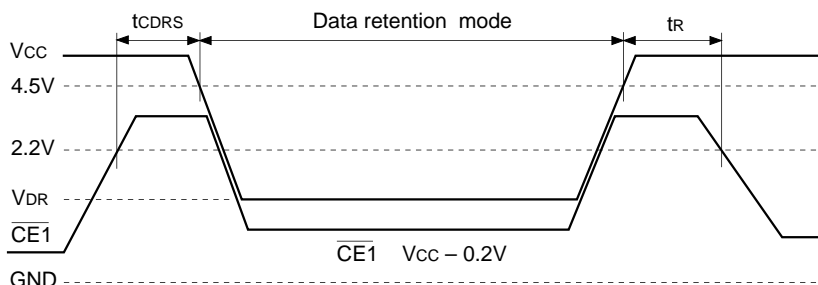 tCDRS Data retention mode tR
VCC
4.5V
2.2V
VDR
CE1
CE1 VCC – 0.2V
GND